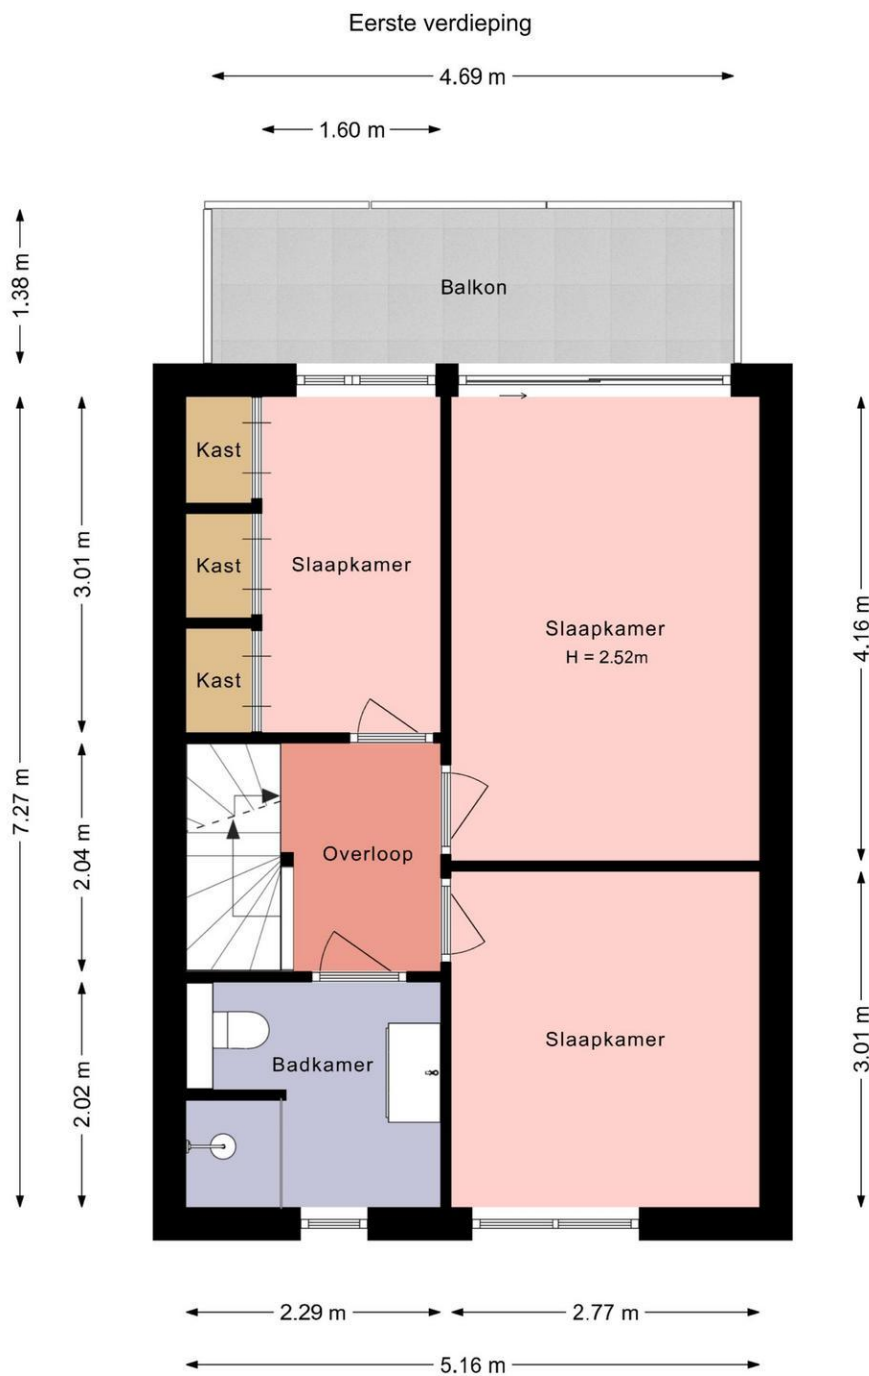 Eerste verdieping
4.69 m
1.60 m
1.38 m
Balkon
Kast
Kast
Slaapkamer
Kast
Slaapkamer
H = 2.52m
3.01 m
4.16 m
7.27 m
2.04 m
Overloop
Slaapkamer
Badkamer
2.02 m
3.01 m
2.29 m
2.77 m
5.16 m